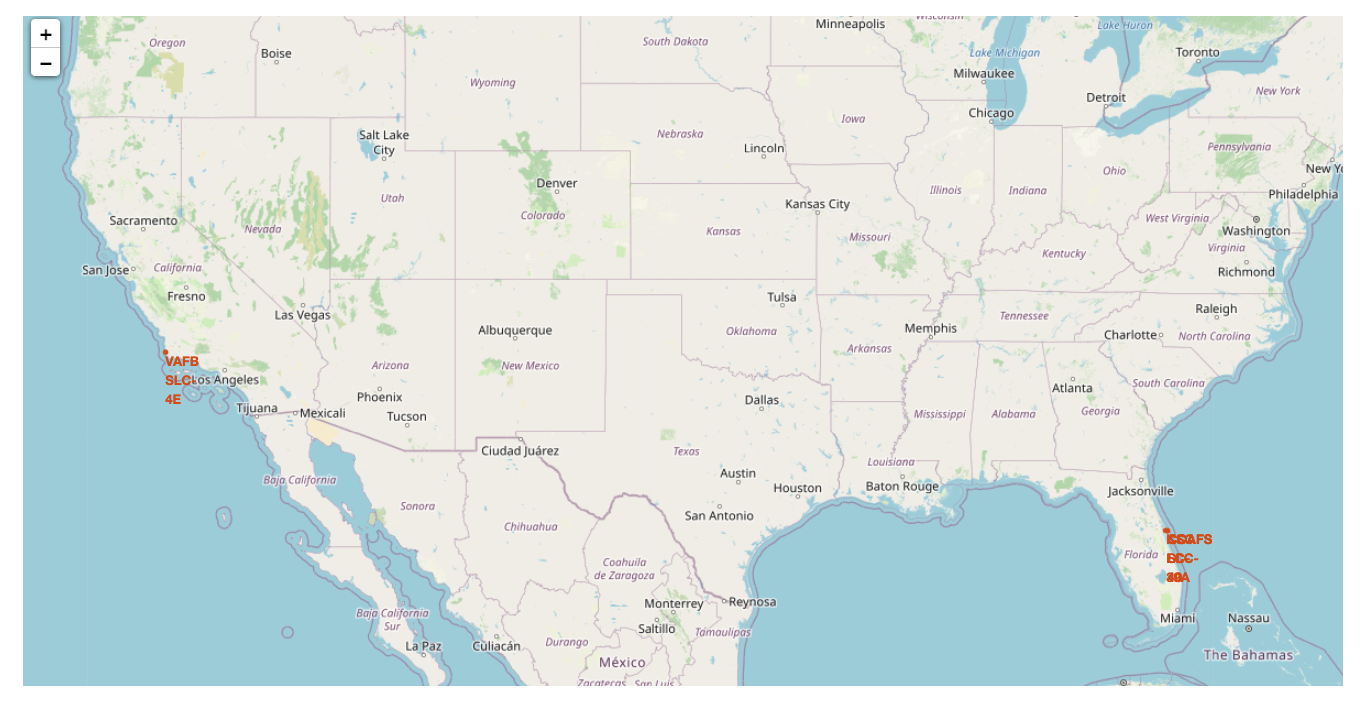 +
−
Oregon
Boise
Wyoming
South Dakota
Minneapolis
Wisconsin
Lake Huron
Lake Michigan
Toronto
Milwaukee
Detroit
New York
Chicago
Iowa
Salt Lake
City
Nebraska
Lincoln
Pennsylvania
New Y
Denver
Utah
Colorado
Illinois
Indiana
Ohio
Philadelphia
Kansas City
Sacramento
Nevada
Kansas
Missouri
West Virginia
Washington
Virginia
Kentucky
San Jose
California
Fresno
Richmond
Las Vegas
Tulsa
Tennessee
Raleigh
Albuquerque
Oklahoma
Memphis
Charlotte
North Carolina
Arkansas
VAFB
SLC-
4E
Los Angeles
Arizona
New Mexico
South Carolina
Atlanta
Phoenix
Dallas
Tijuana
Mexicali
Tucson
Mississippi
Alabama
Georgia
Ciudad Juárez
Texas
Louisiana
Austin
Baton Rouge
Houston
Jacksonville
Baja California
Sonora
San Antonio
Chihuahua
Florida
Coahuila
de Zaragoza
Monterrey
Reynosa
Baja California
Sur
Miami
Nassau
Saltillo
Tamaulipas
La Paz
Culiacán
Durango
México
The Bahamas
Zacatecas
San Luis